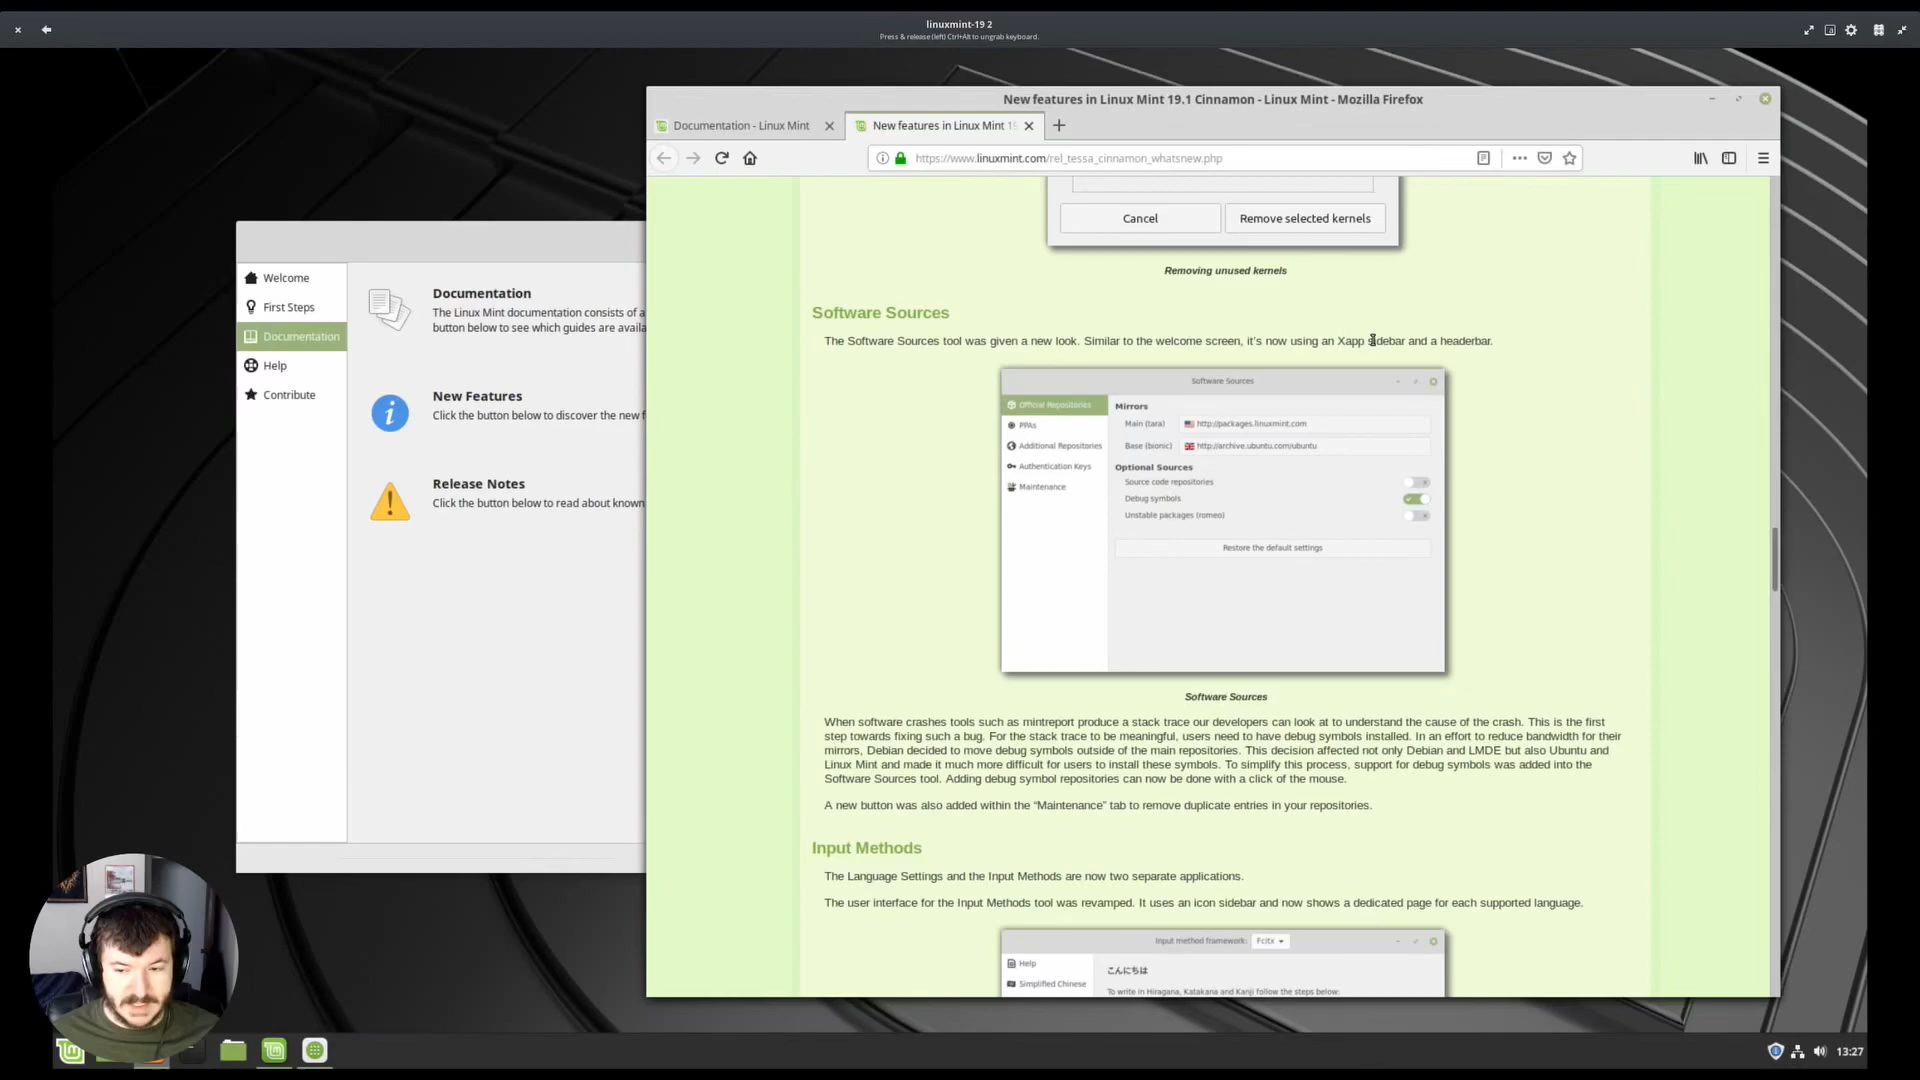 linuxmint-19 2
Press & release (left) Ctrl+Alt to ungrab keyboard.
New features in Linux Mint 19.1 Cinnamon - Linux Mint - Mozilla Firefox
Documentation - Linux Mint
New features in Linux Mint 19
https://www.linuxmint.com/rel_tessa_cinnamon_whatsnew.php
Welcome
First Steps
Documentation
Help
Contribute
Documentation
The Linux Mint documentation consists of a
button below to see which guides are availa
New Features
Click the button below to discover the new f
Release Notes
Click the button below to read about known
Cancel
Remove selected kernels
Removing unused kernels
Software Sources
The Software Sources tool was given a new look. Similar to the welcome screen, it's now using an Xapp sidebar and a headerbar.
Software Sources
Official Repositories
PPAs
Additional Repositories
Authentication Keys
Maintenance
Mirrors
Main (tara)
http://packages.linuxmint.com
Base (bionic)
http://archive.ubuntu.com/ubuntu
Optional Sources
Source code repositories
Debug symbols
Unstable packages (romeo)
Restore the default settings
Software Sources
When software crashes tools such as mintreport produce a stack trace our developers can look at to understand the cause of the crash. This is the first
step towards fixing such a bug. For the stack trace to be meaningful, users need to have debug symbols installed. In an effort to reduce bandwidth for their
mirrors, Debian decided to move debug symbols outside of the main repositories. This decision affected not only Debian and LMDE but also Ubuntu and
Linux Mint and made it much more difficult for users to install these symbols. To simplify this process, support for debug symbols was added into the
Software Sources tool. Adding debug symbol repositories can now be done with a click of the mouse.
A new button was also added within the “Maintenance” tab to remove duplicate entries in your repositories.
Input Methods
The Language Settings and the Input Methods are now two separate applications.
The user interface for the Input Methods tool was revamped. It uses an icon sidebar and now shows a dedicated page for each supported language.
Input method framework: Fcitx
Help
Simplified Chinese
こんにちは
To write in Hiragana, Katakana and Kanji follow the steps below:
13:27